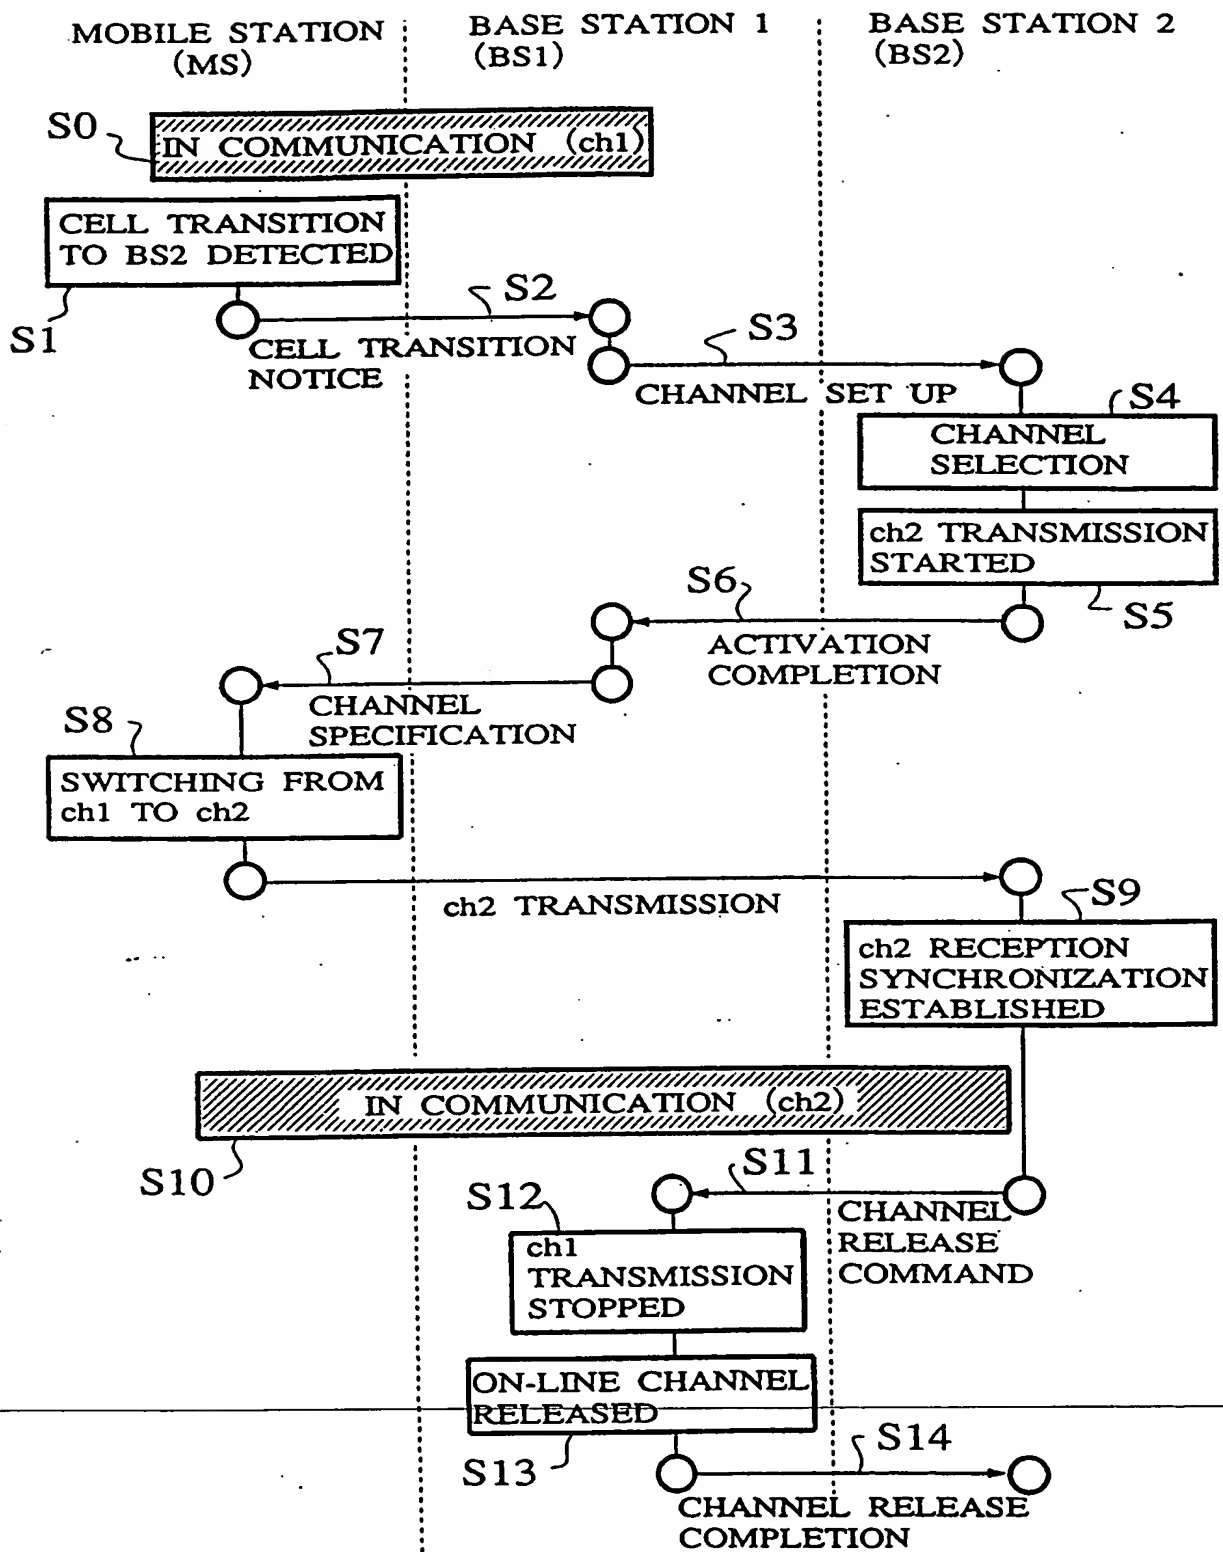 MOBILE STATION
(MS)
BASE STATION 1
(BS1)
BASE STATION 2
(BS2)
S0
IN COMMUNICATION (ch1)
CELL TRANSITION
TO BS2 DETECTED
S1
S2
CELL TRANSITION
NOTICE
S3
CHANNEL SET UP
S4
CHANNEL
SELECTION
ch2 TRANSMISSION
STARTED
S5
S6
ACTIVATION
COMPLETION
S7
CHANNEL
SPECIFICATION
S8
SWITCHING FROM
ch1 TO ch2
ch2 TRANSMISSION
S9
ch2 RECEPTION
SYNCHRONIZATION
ESTABLISHED
IN COMMUNICATION (ch2)
S10
S11
CHANNEL
RELEASE
COMMAND
S12
ch1
TRANSMISSION
STOPPED
ON-LINE CHANNEL
RELEASED
S13
S14
CHANNEL RELEASE
COMPLETION